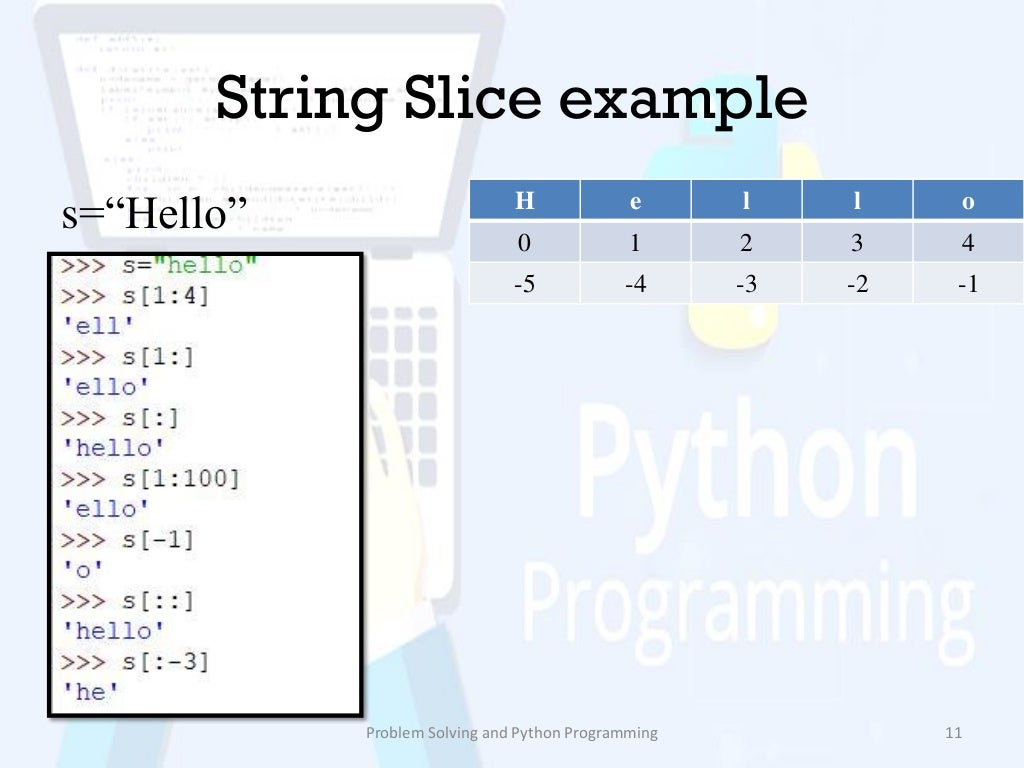 String Slice example
s=“Hello”
>>> s="hello"
>>> s[1:4]
'ell'
>>> s[1:]
'ello'
>>> s[:]
'hello'
>>> s[1:100]
'ello'
>>> s[-1]
'o'
>>> s[::]
'hello'
>>> s[:-3]
'he'
H e l l o
0 1 2 3 4
-5 -4 -3 -2 -1
Python
Programming
Problem Solving and Python Programming 11